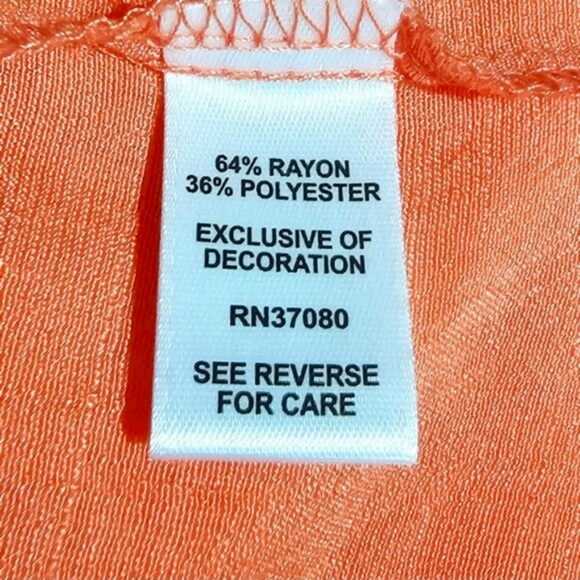 64% RAYON
36% POLYESTER
EXCLUSIVE OF
DECORATION
RN37080
SEE REVERSE
FOR CARE